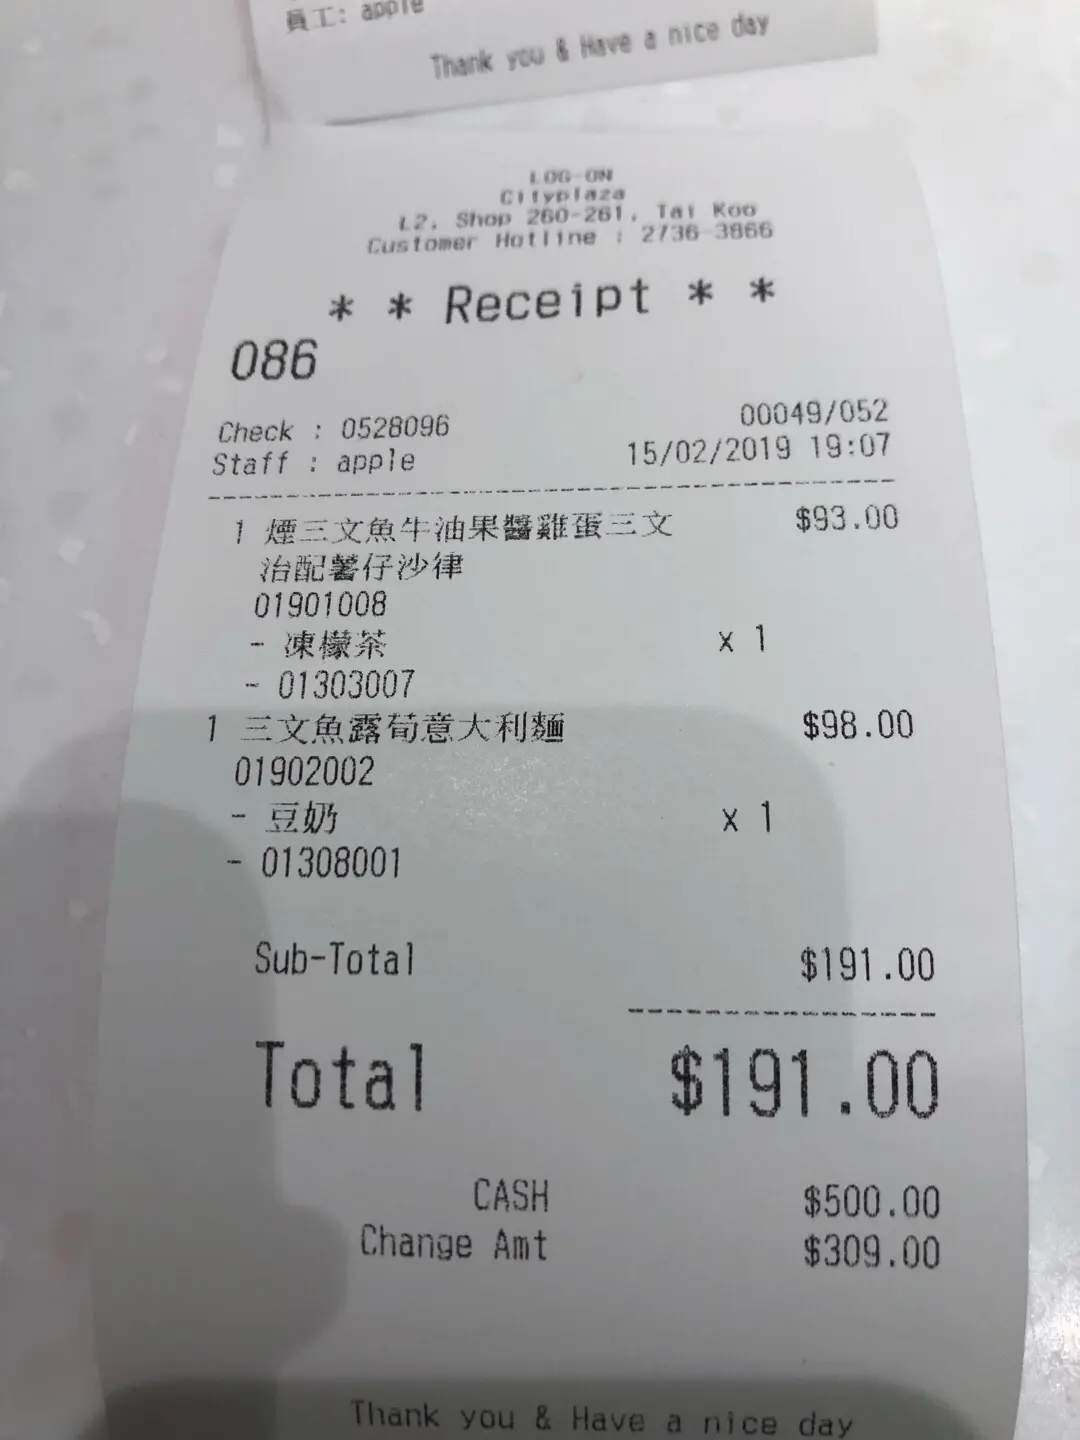 員工: apple
Thank you & Have a nice day
LOG-ON
Cityplaza
L2, Shop 260-261, Tai Koo
Customer Hotline : 2736-3866
* * Receipt * *
086
Check : 0528096 00049/052
Staff : apple 15/02/2019 19:07
1 煙三文魚牛油果醬雞蛋三文 $93.00
治配薯仔沙律
01901008
- 凍檬茶 x 1
- 01303007
1 三文魚露荀意大利麵 $98.00
01902002
- 豆奶 x 1
- 01308001
Sub-Total $191.00
Total $191.00
CASH $500.00
Change Amt $309.00
Thank you & Have a nice day